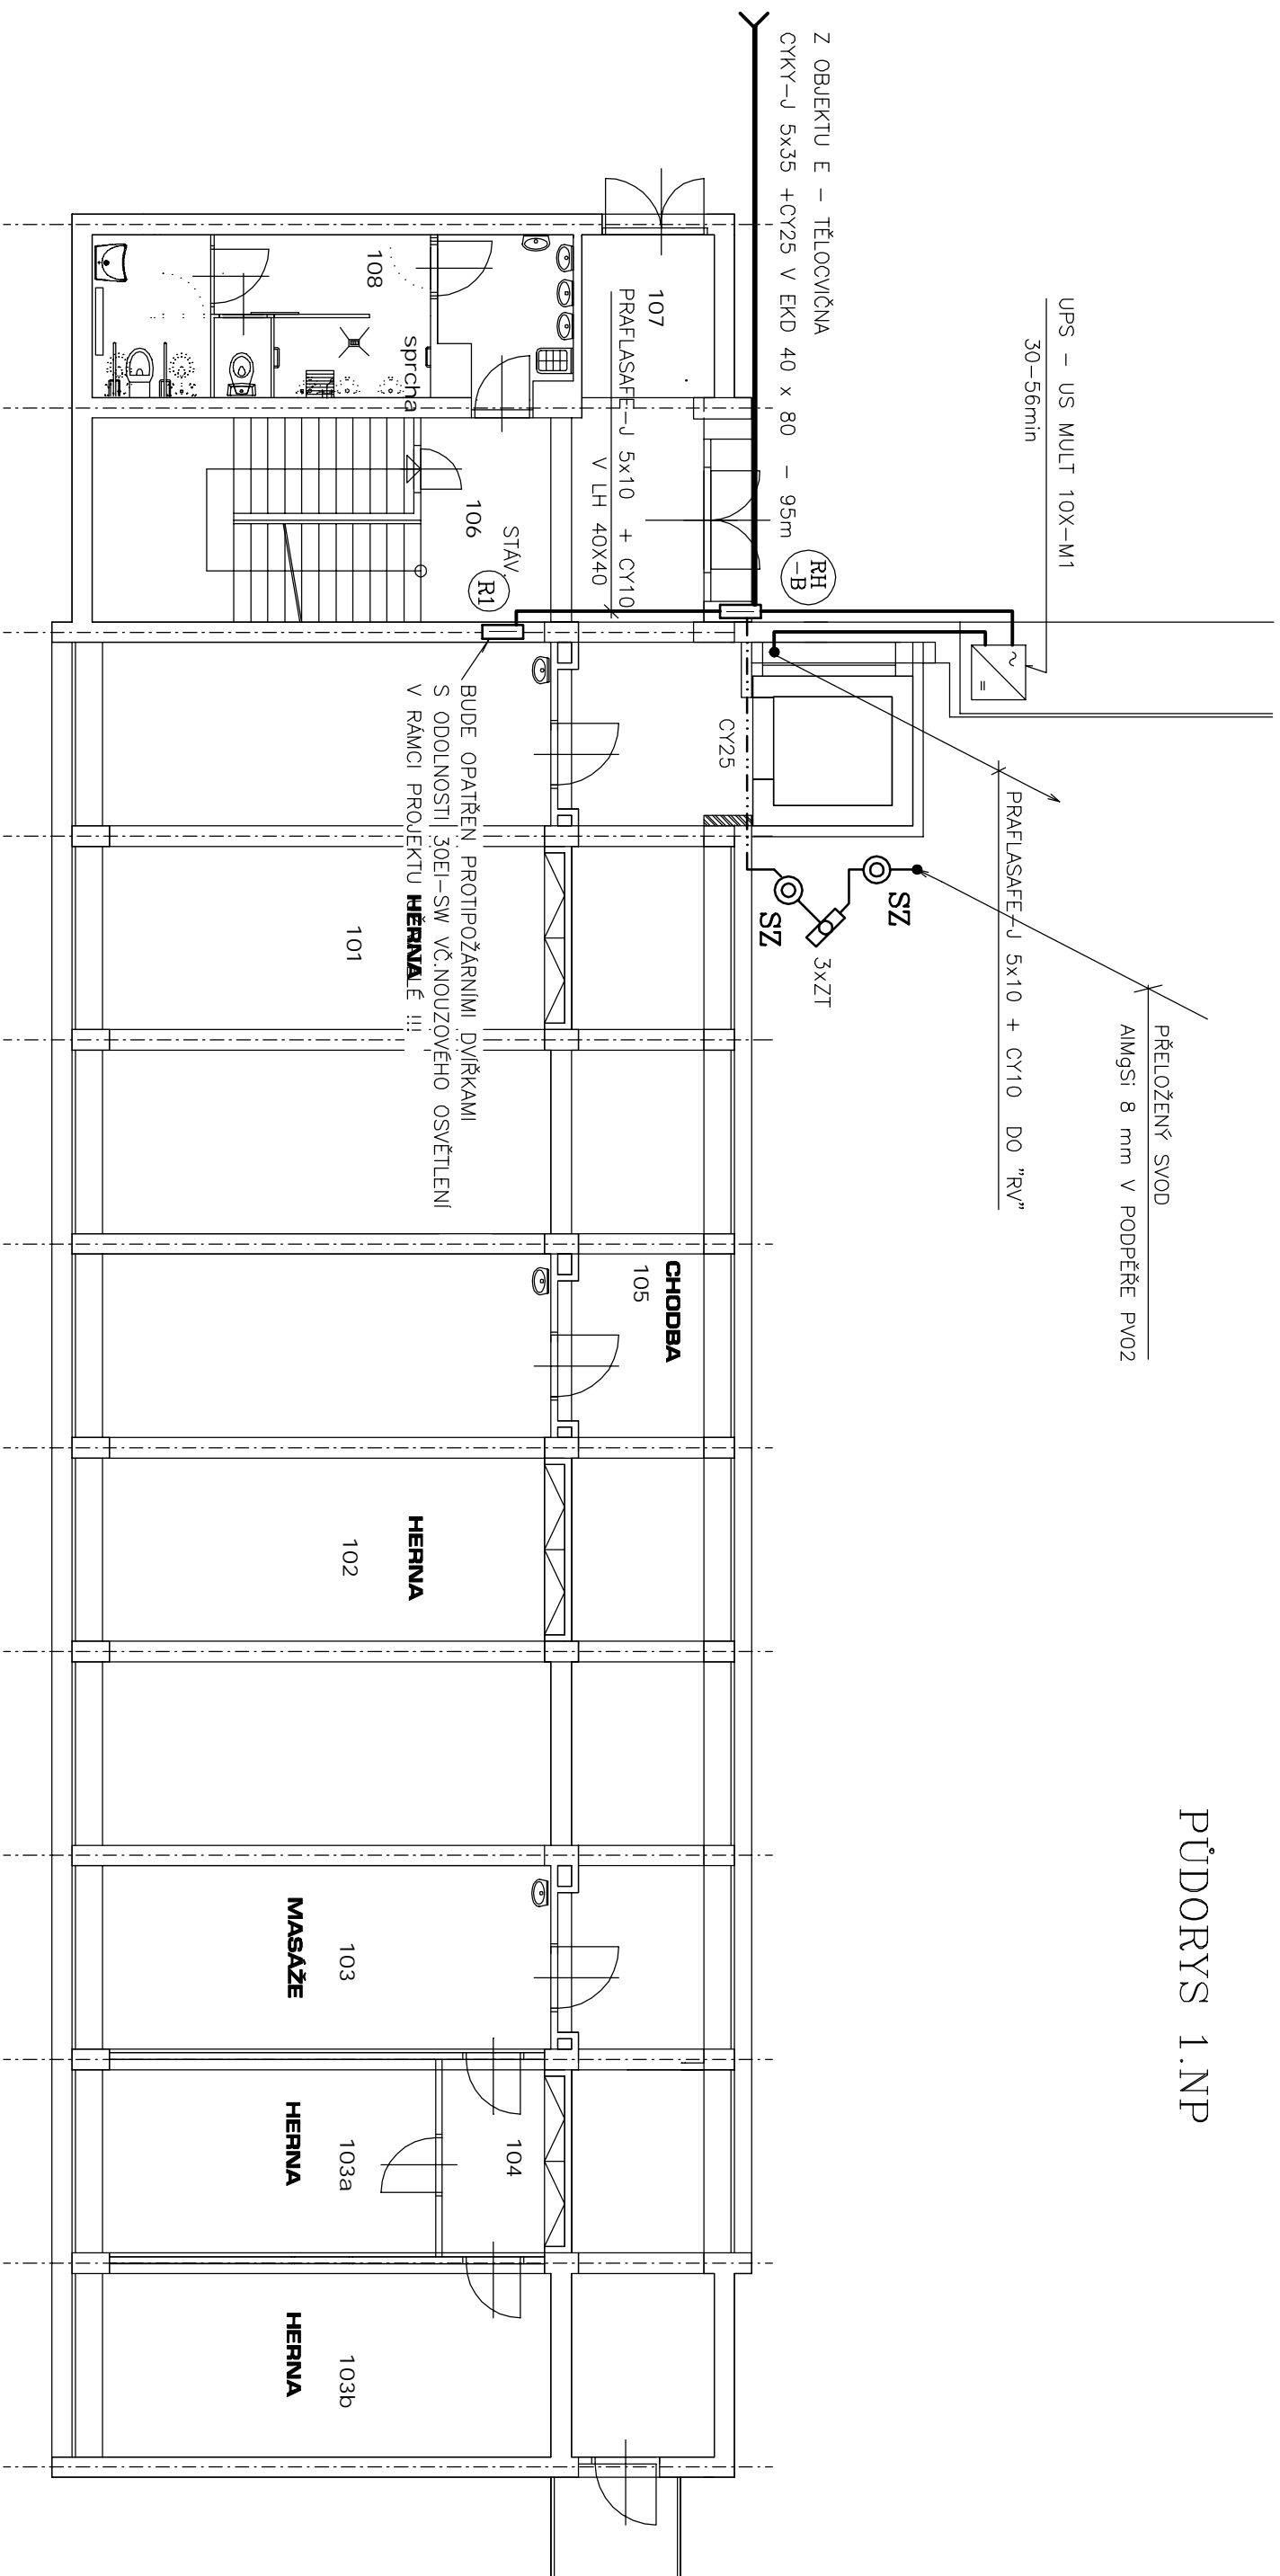 PŮDORYS 1.NP
PŘELOŽENÝ SVOD
AlMgSi 8 mm V PODPĚŘE PV02
UPS - US MULT 10X-M1
30-56min
PRAFLASAFE-J 5x10 + CY10 DO "RV"
Z OBJEKTU E - TĚLOCVIČNA
CYKY-J 5x35 +CY25 V EKD 40 x 80 - 95m
RH
-B
SZ
SZ
3xZT
CY25
107
PRAFLASAFE-J 5x10 + CY10
V LH 40X40
CHODBA
105
STÁV.
R1
106
108
sprcha
BUDE OPATŘEN PROTIPOŽÁRNÍMI DVÍŘKAMI
S ODOLNOSTI 30EI-SW VČ.NOUZOVÉHO OSVĚTLENÍ
V RÁMCI PROJEKTU !!!
HERNA
101
HERNA
102
103
MASÁŽE
104
103a
HERNA
103b
HERNA